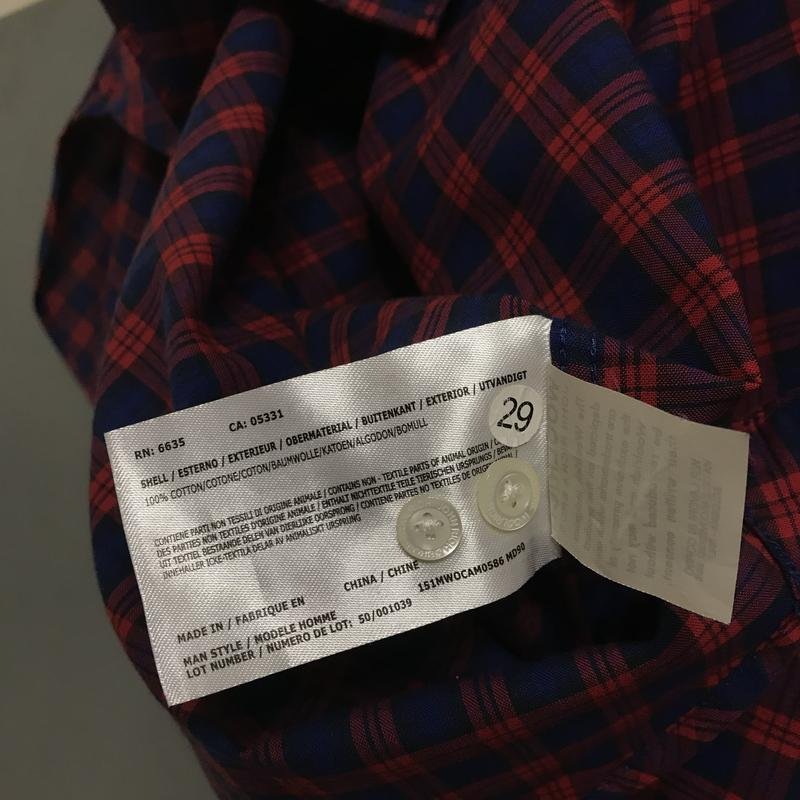 RN: 6635 CA: 05331
SHELL / ESTERNO / EXTERIEUR / OBERMATERIAL / BUITENKANT / EXTERIOR / UTVANDIGT
100% COTTON/COTONE/COTON/BAUMWOLLE/KATOEN/ALGODON/BOMULL
29
CONTIENE PARTI NON TESSILI DI ORIGINE ANIMALE / CONTAINS NON - TEXTILE PARTS OF ANIMAL ORIGIN /
DES PARTIES NON TEXTILES D'ORIGINE ANIMALE / ENTHALT NICHTTEXTILE TEILE TIERISCHEN URSPRUNGS /
UIT TEXTIEL BESTAANDE DELEN VAN DIERLIJKE OORSPRONG / CONTIENE PARTES NO TEXTILES DE
INNEHALLER ICKE-TEXTILA DELAR AV ANIMALISKT URSPRUNG
MADE IN / FABRIQUE EN CHINA / CHINE
MAN STYLE / MODÈLE HOMME 151MWOCAM0586 MD90
LOT NUMBER / NUMERO DE LOT: 50/001039